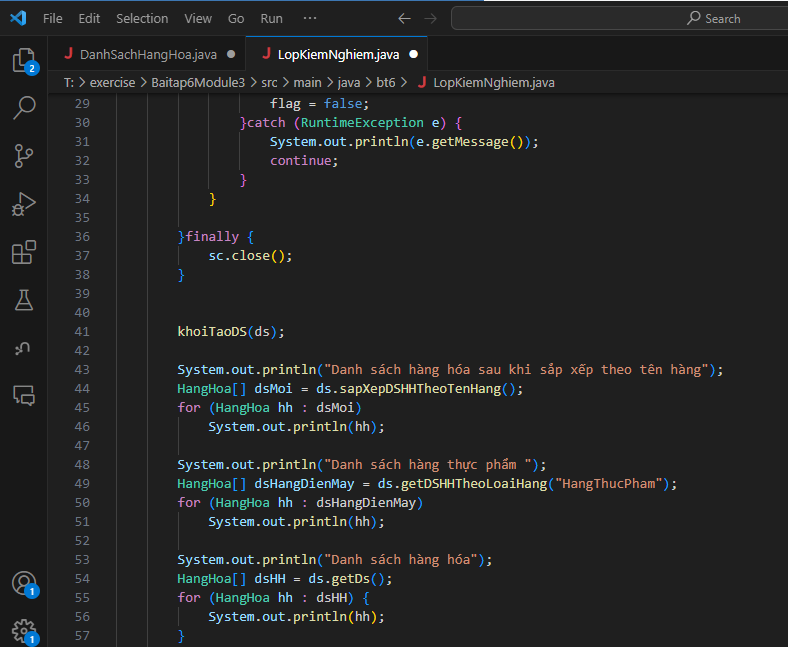 File Edit Selection View Go Run ··· ← → Search
J DanhSachHangHoa.java ● J LopKiemNghiem.java ●
T: > exercise > Baitap6Module3 > src > main > java > bt6 > J LopKiemNghiem.java
2
29 flag = false;
30 }catch (RuntimeException e) {
31 System.out.println(e.getMessage());
32 continue;
33 }
34 }
35
36 }finally {
37 sc.close();
38 }
39
40
41 khoiTaoDS(ds);
42
43 System.out.println("Danh sách hàng hóa sau khi sắp xếp theo tên hàng");
44 HangHoa[] dsMoi = ds.sapXepDSHHTheoTenHang();
45 for (HangHoa hh : dsMoi)
46 System.out.println(hh);
47
48 System.out.println("Danh sách hàng thực phẩm ");
49 HangHoa[] dsHangDienMay = ds.getDSHHTheoLoaiHang("HangThucPham");
50 for (HangHoa hh : dsHangDienMay)
51 System.out.println(hh);
52
53 System.out.println("Danh sách hàng hóa");
54 HangHoa[] dsHH = ds.getDs();
55 for (HangHoa hh : dsHH) {
56 System.out.println(hh);
57 }
1
1